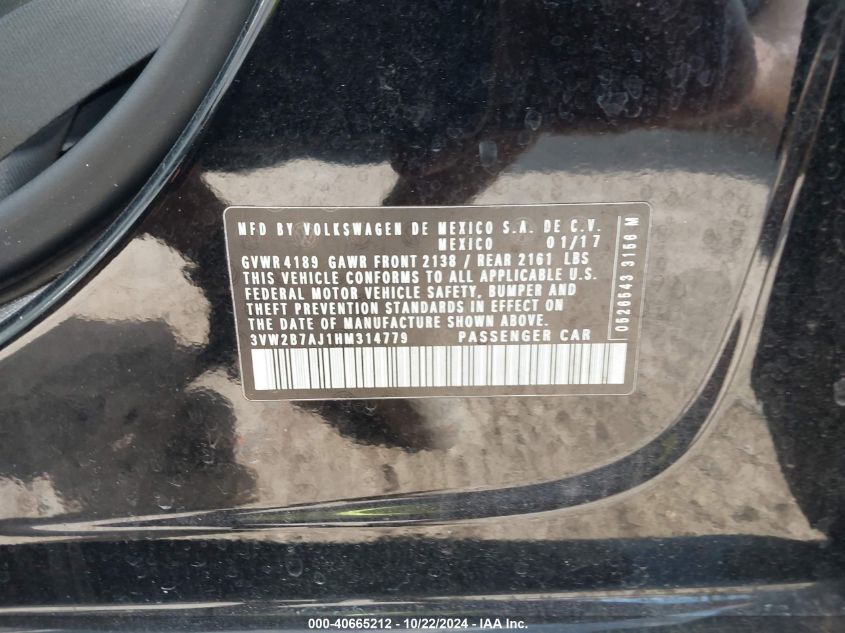 MFD BY VOLKSWAGEN DE MEXICO S.A. DE C.V.
MEXICO 01/17
GVWR 4189 GAWR FRONT 2138 / REAR 2161 LBS
THIS VEHICLE CONFORMS TO ALL APPLICABLE U.S.
FEDERAL MOTOR VEHICLE SAFETY, BUMPER AND
THEFT PREVENTION STANDARDS IN EFFECT ON
THE DATE OF MANUFACTURE SHOWN ABOVE.
3VW2B7AJ1HM314779 PASSENGER CAR
0526543 3156 M
000-40665212 - 10/22/2024 - IAA Inc.